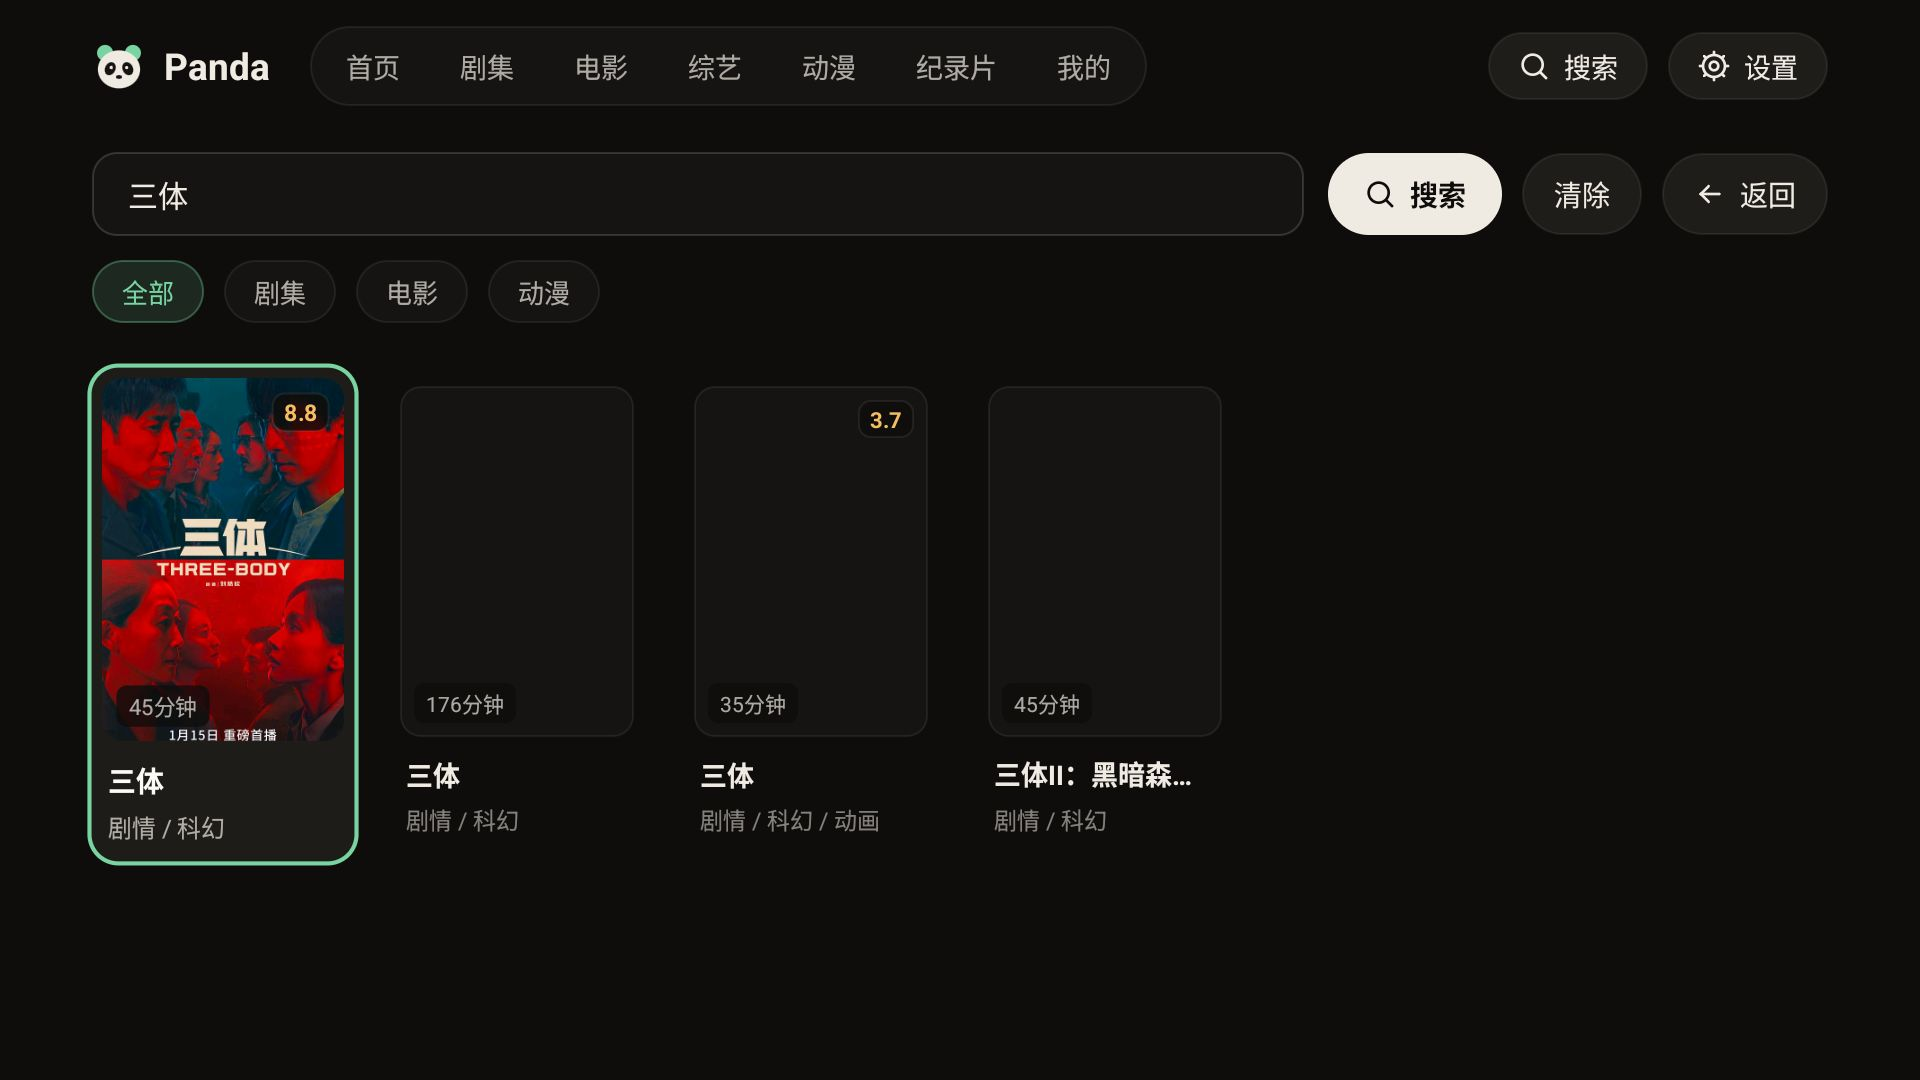 Panda 首页 剧集 电影 综艺 动漫 纪录片 我的 搜索 设置
三体 搜索 清除 返回
全部 剧集 电影 动漫
8.8
三体
THREE-BODY
45分钟
1月15日 重磅首播
三体
剧情 / 科幻
176分钟
三体
剧情 / 科幻
3.7
35分钟
三体
剧情 / 科幻 / 动画
45分钟
三体II：黑暗森...
剧情 / 科幻